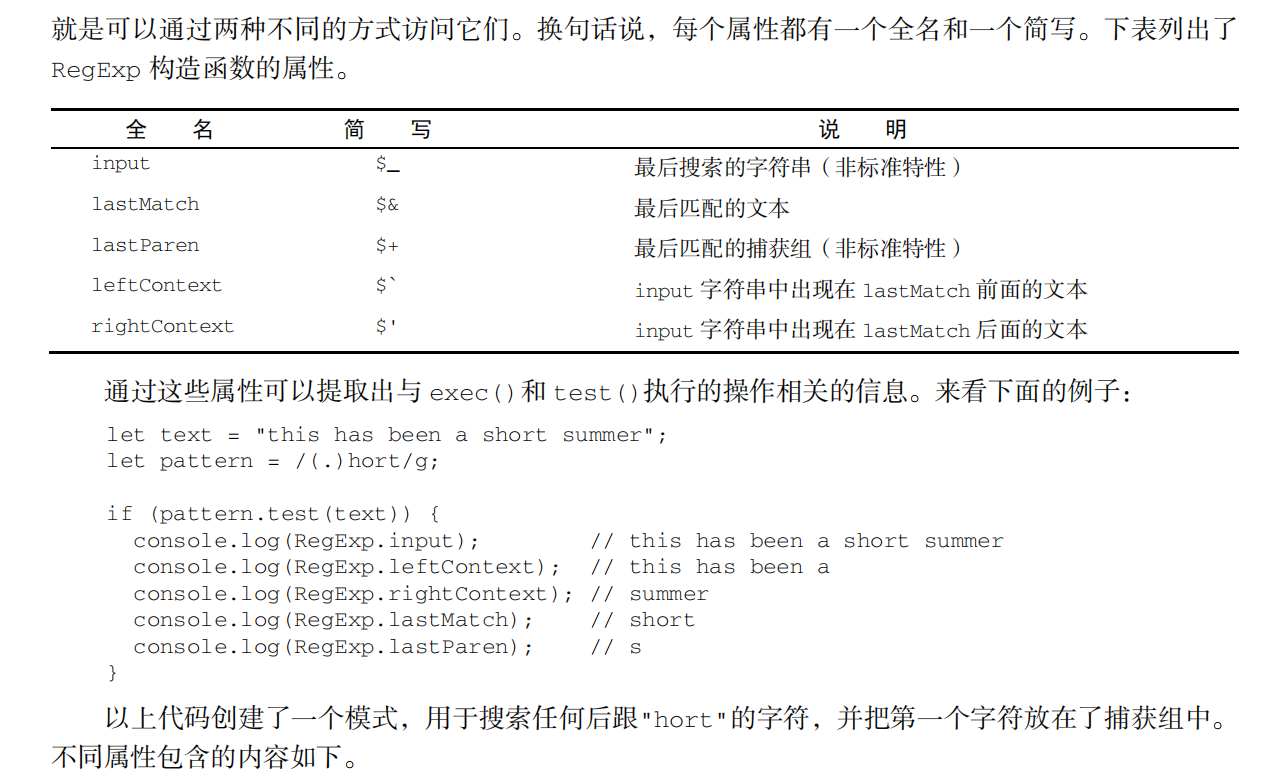 就是可以通过两种不同的方式访问它们。换句话说，每个属性都有一个全名和一个简写。下表列出了
RegExp 构造函数的属性。
全 名 简 写 说 明
input $_ 最后搜索的字符串（非标准特性）
lastMatch $& 最后匹配的文本
lastParen $+ 最后匹配的捕获组（非标准特性）
leftContext $` input 字符串中出现在 lastMatch 前面的文本
rightContext $' input 字符串中出现在 lastMatch 后面的文本
通过这些属性可以提取出与 exec()和 test()执行的操作相关的信息。来看下面的例子：
let text = "this has been a short summer";
let pattern = /(.)hort/g;
if (pattern.test(text)) {
  console.log(RegExp.input);        // this has been a short summer
  console.log(RegExp.leftContext);  // this has been a
  console.log(RegExp.rightContext); // summer
  console.log(RegExp.lastMatch);    // short
  console.log(RegExp.lastParen);    // s
}
以上代码创建了一个模式，用于搜索任何后跟"hort"的字符，并把第一个字符放在了捕获组中。
不同属性包含的内容如下。